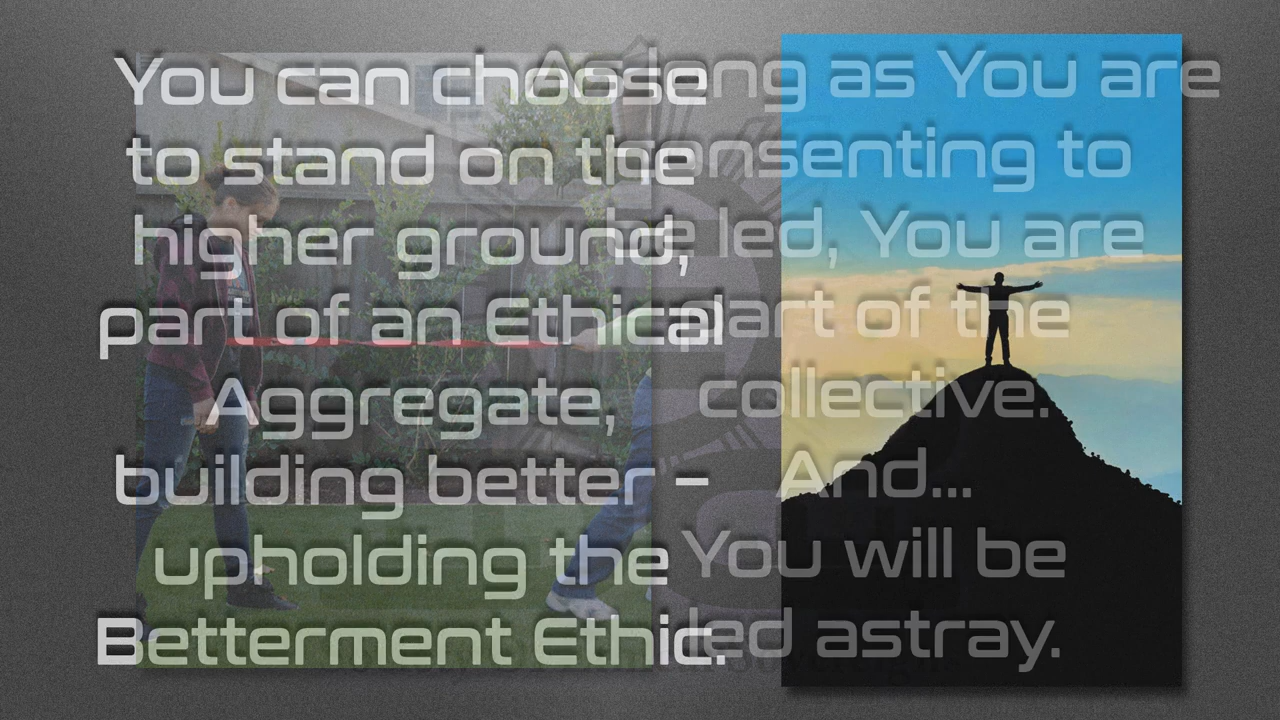 You can choose
to stand on the
higher ground,
part of an Ethical
Aggregate,
building better -
upholding the
Betterment Ethic.
As long as You are
consenting to
be led, You are
part of the
collective.
And...
You will be
led astray.